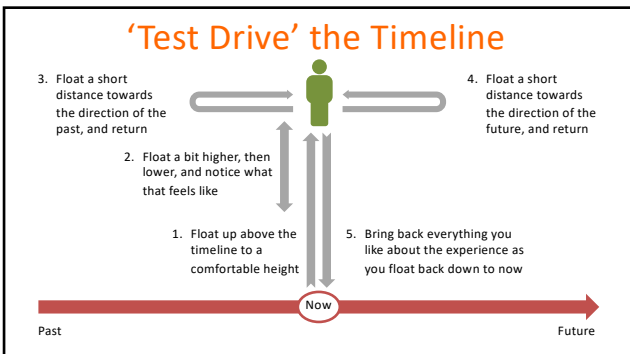 'Test Drive' the Timeline
3. Float a short
distance towards
the direction of the
past, and return
4. Float a short
distance towards
the direction of the
future, and return
2. Float a bit higher, then
lower, and notice what
that feels like
1. Float up above the
timeline to a
comfortable height
5. Bring back everything you
like about the experience as
you float back down to now
Now
Past
Future